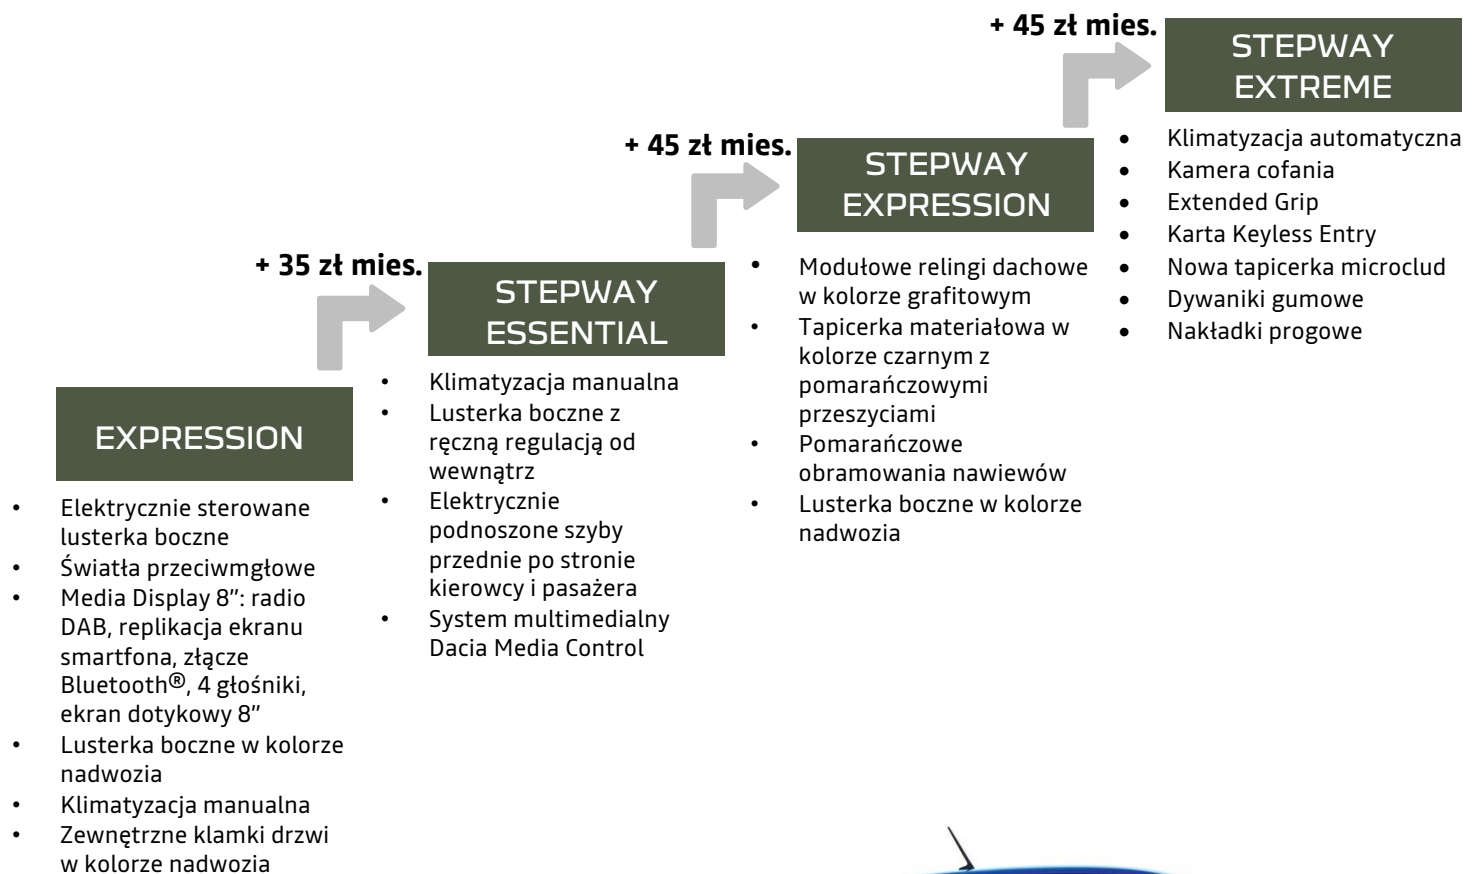 EXPRESSION
• Elektrycznie sterowane
lusterka boczne
• Światła przeciwmgłowe
• Media Display 8”: radio
DAB, replikacja ekranu
smartfona, złącze
Bluetooth®, 4 głośniki,
ekran dotykowy 8”
• Lusterka boczne w kolorze
nadwozia
• Klimatyzacja manualna
• Zewnętrzne klamki drzwi
w kolorze nadwozia
+ 35 zł mies.
STEPWAY
ESSENTIAL
• Klimatyzacja manualna
• Lusterka boczne z
ręczną regulacją od
wewnątrz
• Elektrycznie
podnoszone szyby
przednie po stronie
kierowcy i pasażera
• System multimedialny
Dacia Media Control
+ 45 zł mies.
STEPWAY
EXPRESSION
• Modułowe relingi dachowe
w kolorze grafitowym
• Tapicerka materiałowa w
kolorze czarnym z
pomarańczowymi
przeszyciami
• Pomarańczowe
obramowania nawiewów
• Lusterka boczne w kolorze
nadwozia
+ 45 zł mies.
STEPWAY
EXTREME
• Klimatyzacja automatyczna
• Kamera cofania
• Extended Grip
• Karta Keyless Entry
• Nowa tapicerka microclud
• Dywaniki gumowe
• Nakładki progowe